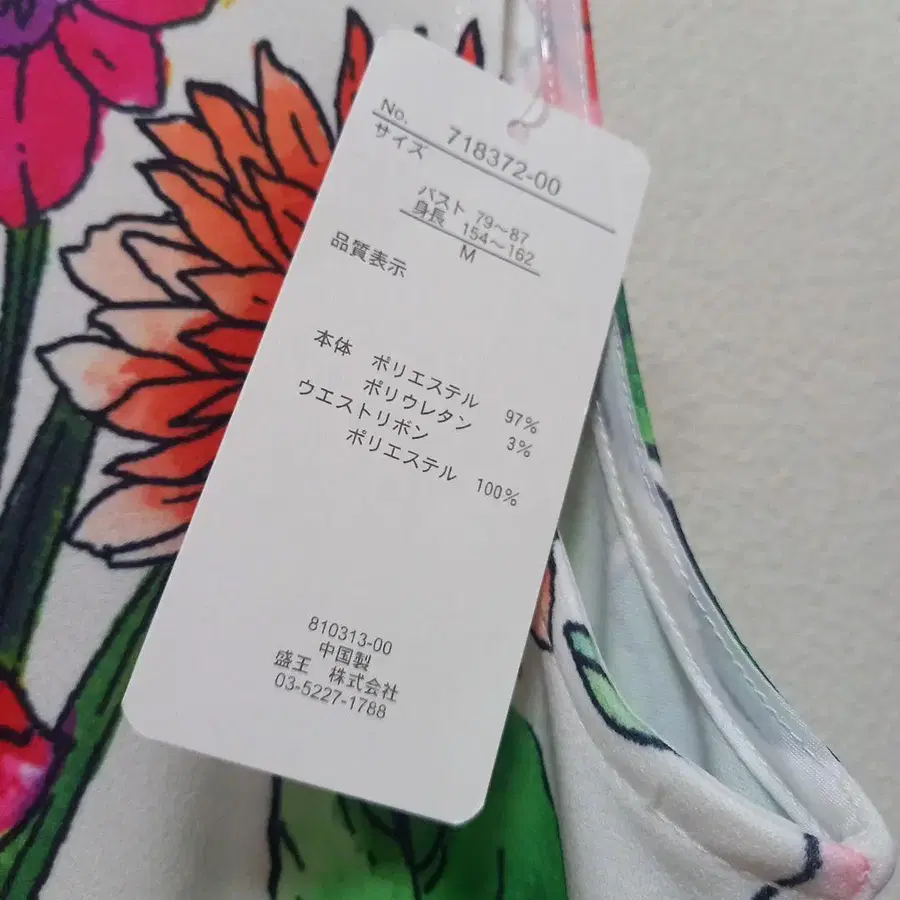 No. 718372-00
サイズ
バスト 79～87
身長 154～162
M
品質表示
本体 ポリエステル 97%
ポリウレタン 3%
ウエストリボン
ポリエステル 100%
810313-00
中国製
盛王 株式会社
03-5227-1788